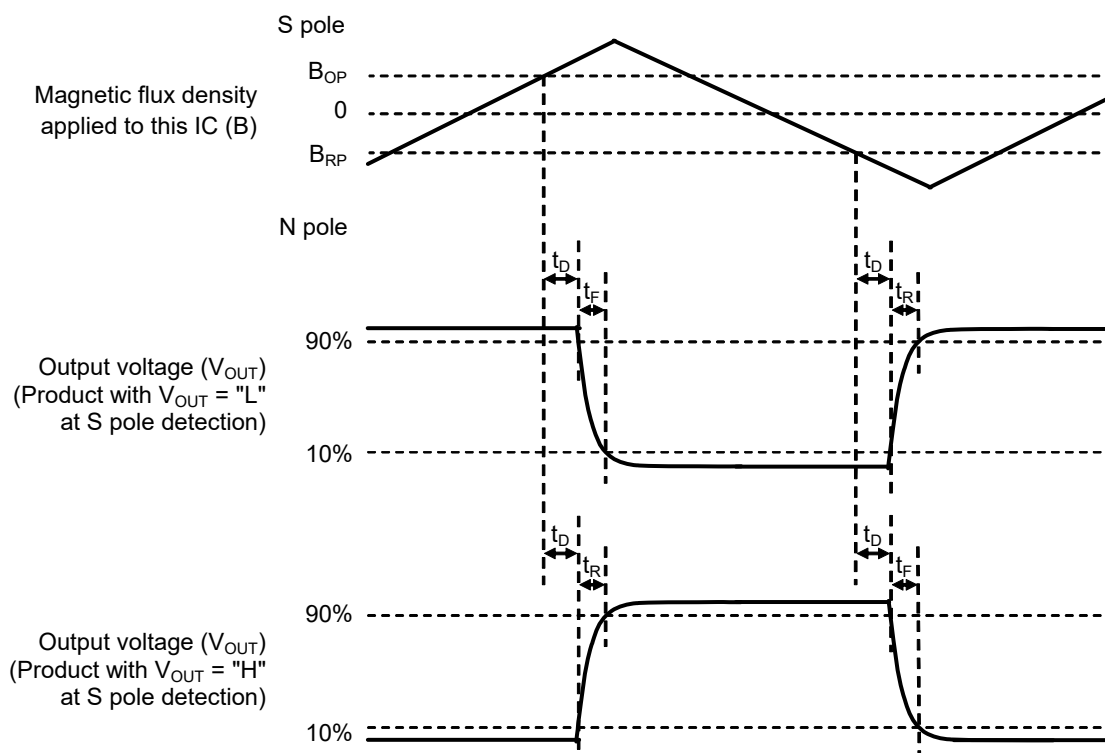 S pole
B_OP
Magnetic flux density
applied to this IC (B)
0
B_RP
N pole
t_D
t_F
t_D
t_R
90%
Output voltage (V_OUT)
(Product with V_OUT = "L"
at S pole detection)
10%
t_D
t_R
t_D
t_F
90%
Output voltage (V_OUT)
(Product with V_OUT = "H"
at S pole detection)
10%